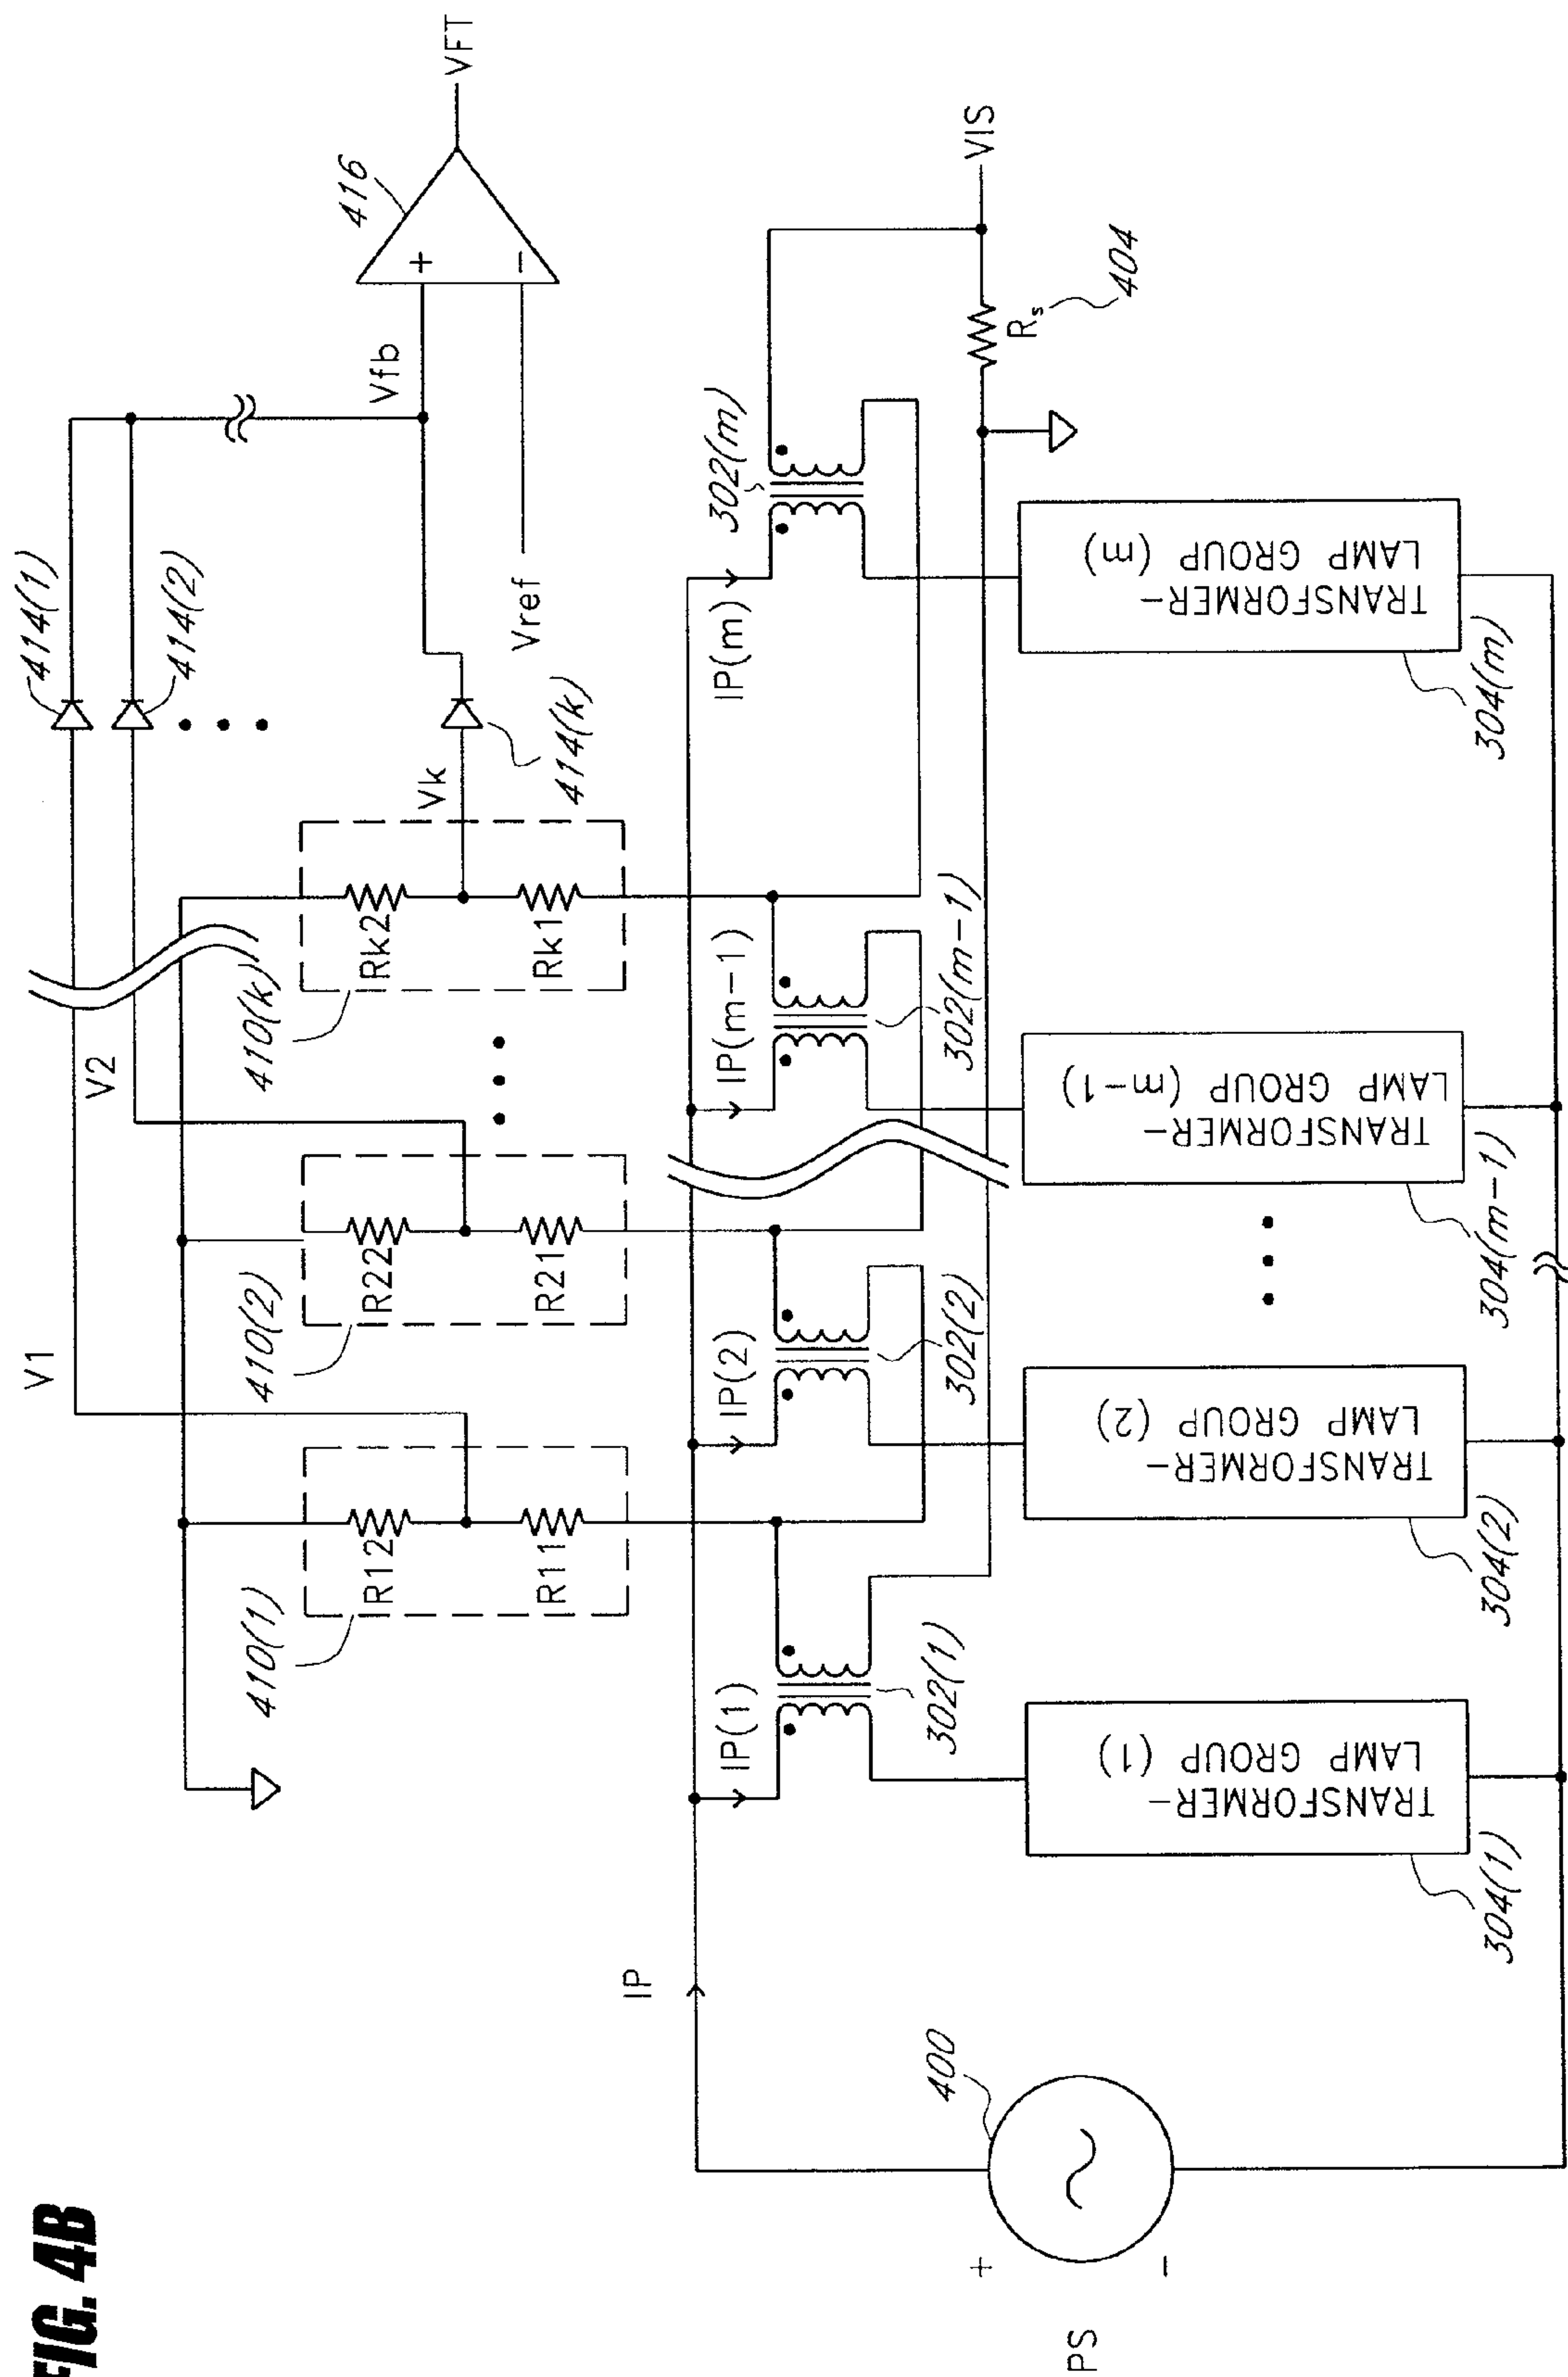 FIG. 4B
V1
V2
414(1)
414(2)
416
VFT
410(1)
R12
R11
410(2)
R22
R21
410(k)
Rk2
Rk1
Vk
414(k)
Vfb
+
−
Vref
IP
IP(1)
302(1)
IP(2)
302(2)
IP(m−1)
302(m−1)
IP(m)
302(m)
VIS
Rs
404
PS
+
−
400
TRANSFORMER−
LAMP GROUP (1)
304(1)
TRANSFORMER−
LAMP GROUP (2)
304(2)
TRANSFORMER−
LAMP GROUP (m−1)
304(m−1)
TRANSFORMER−
LAMP GROUP (m)
304(m)